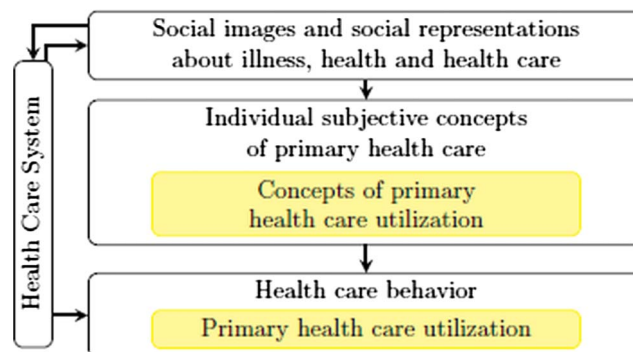 Social images and social representations
about illness, health and health care
Health Care System
Individual subjective concepts
of primary health care
Concepts of primary
health care utilization
Health care behavior
Primary health care utilization